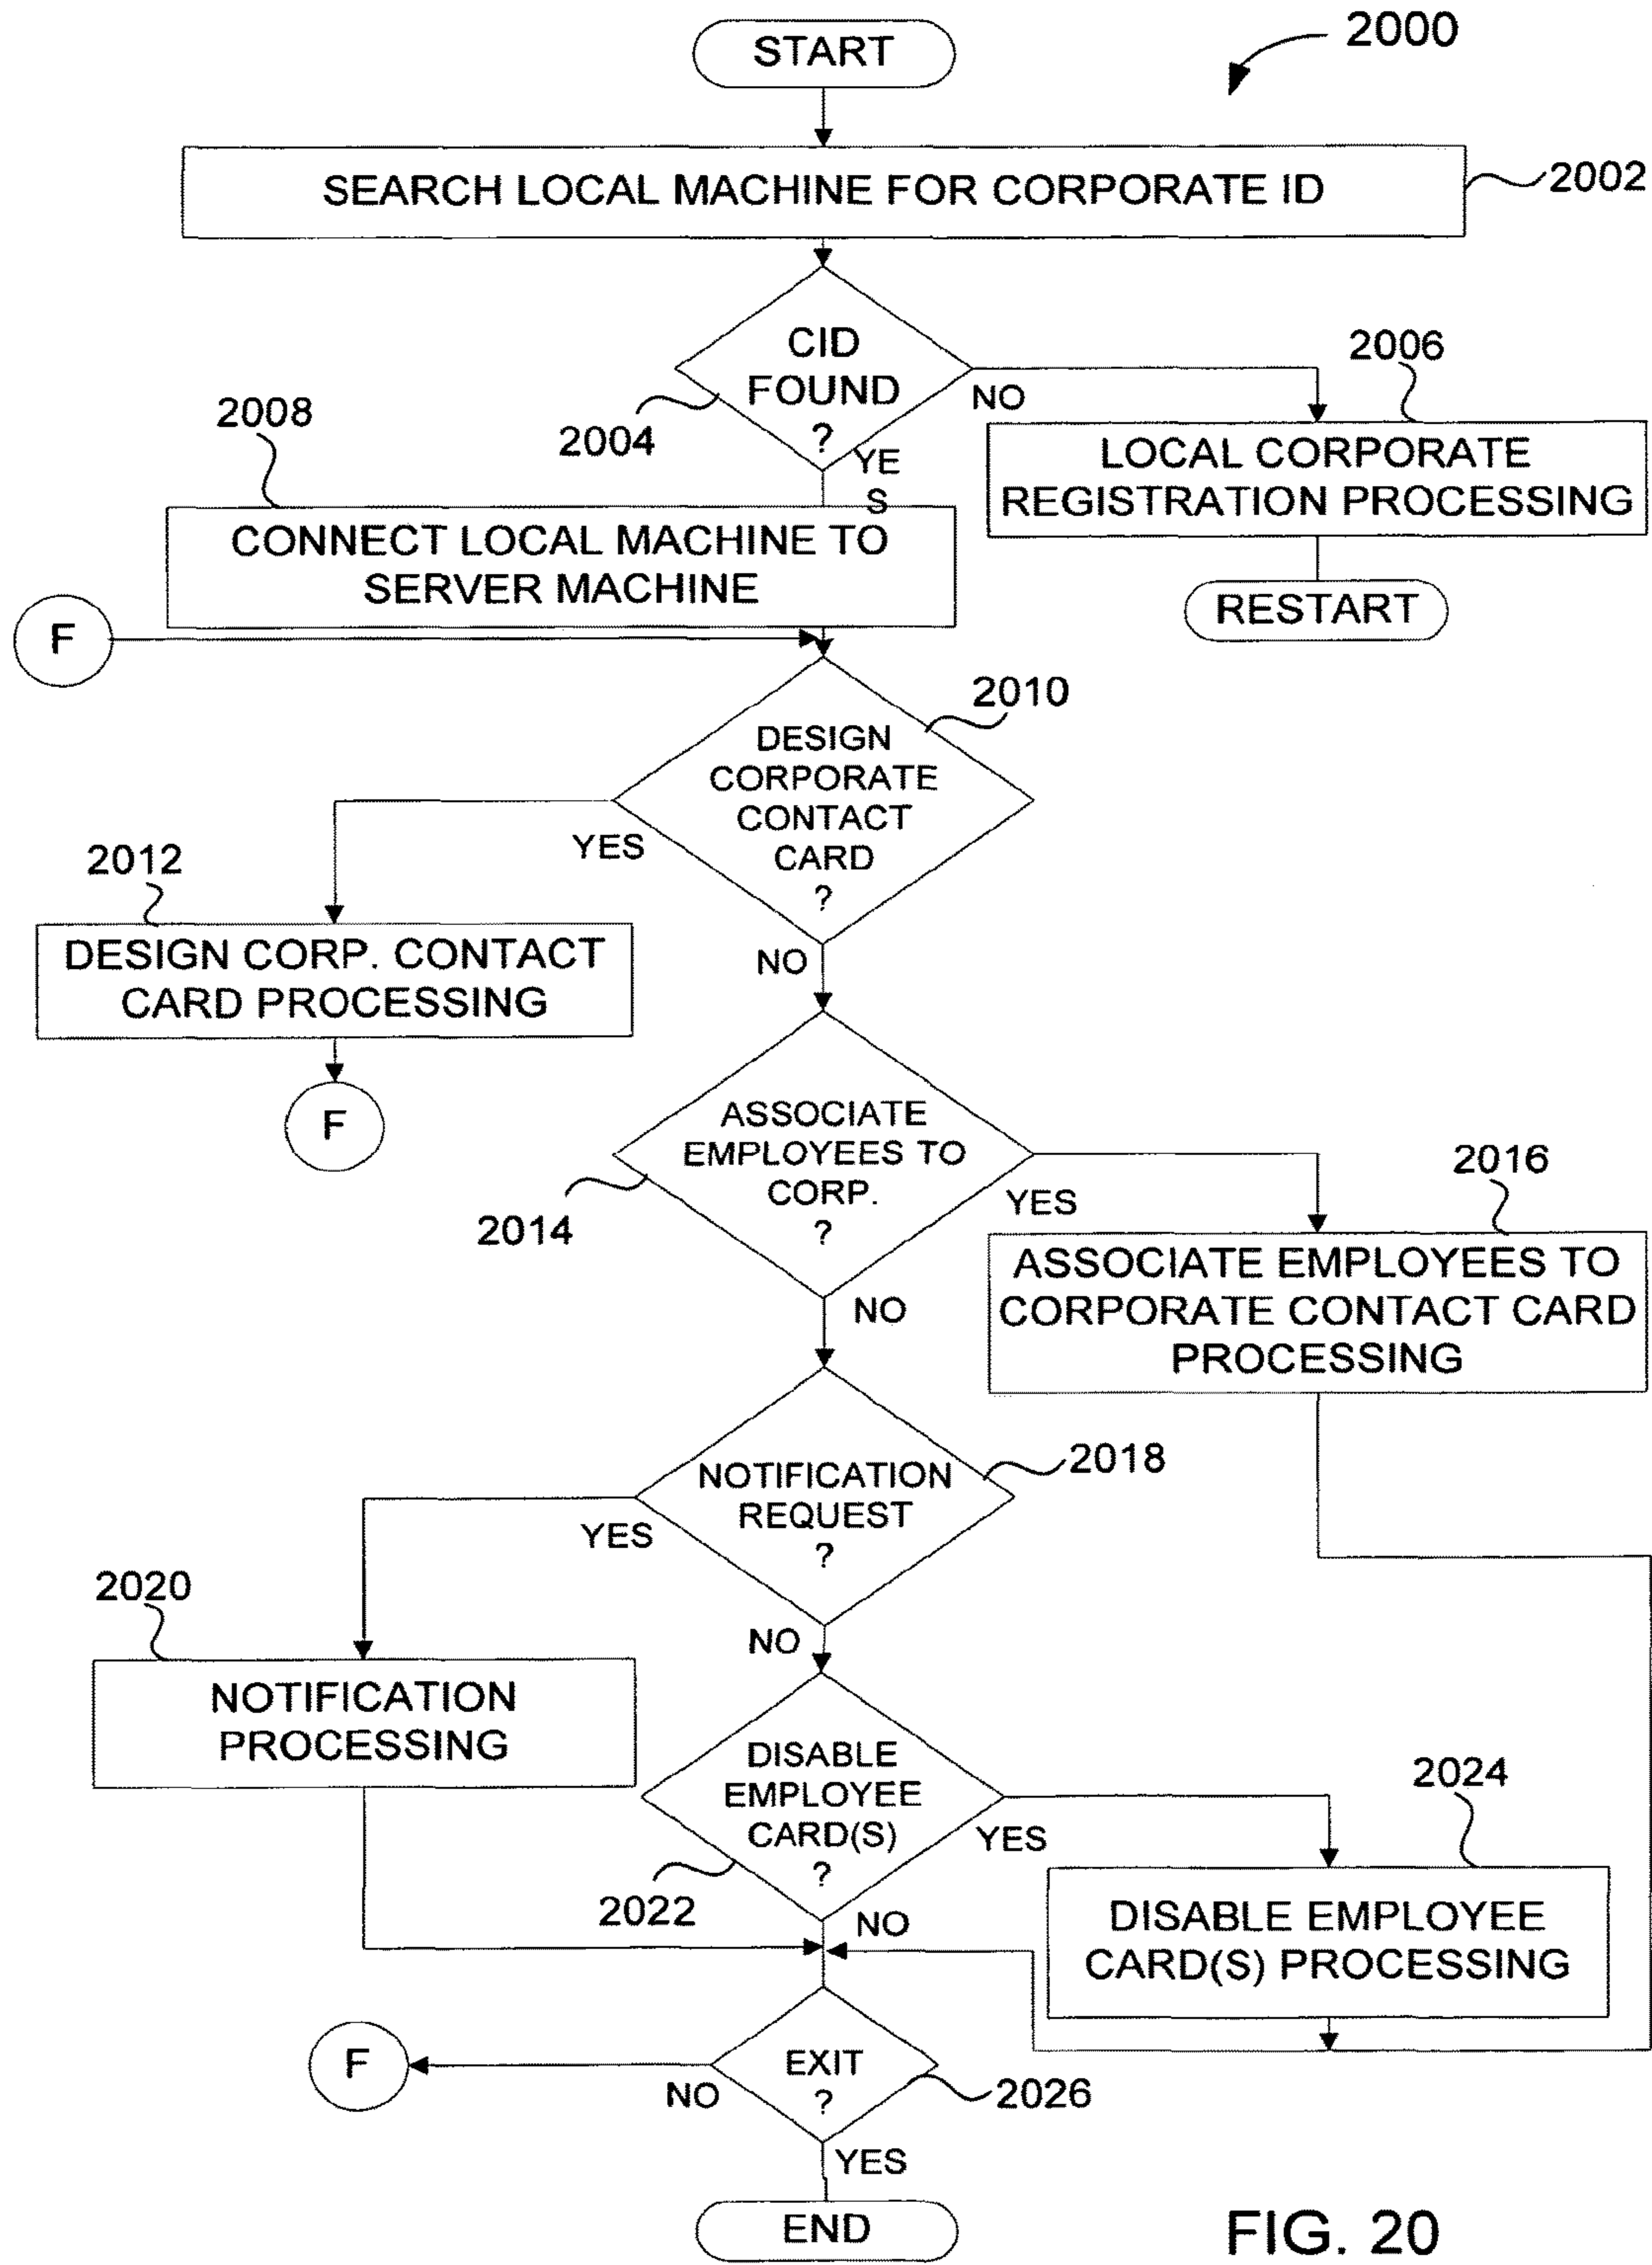 START
2000
SEARCH LOCAL MACHINE FOR CORPORATE ID
2002
CID
FOUND
?
2004
NO
2006
YE
S
2008
LOCAL CORPORATE
REGISTRATION PROCESSING
CONNECT LOCAL MACHINE TO
SERVER MACHINE
RESTART
F
2010
DESIGN
CORPORATE
CONTACT
CARD
?
YES
2012
DESIGN CORP. CONTACT
CARD PROCESSING
NO
F
ASSOCIATE
EMPLOYEES TO
CORP.
?
2014
YES
2016
ASSOCIATE EMPLOYEES TO
CORPORATE CONTACT CARD
PROCESSING
NO
NOTIFICATION
REQUEST
?
2018
YES
2020
NOTIFICATION
PROCESSING
NO
DISABLE
EMPLOYEE
CARD(S)
?
2022
YES
2024
DISABLE EMPLOYEE
CARD(S) PROCESSING
NO
F
NO
EXIT
?
2026
YES
END
FIG. 20